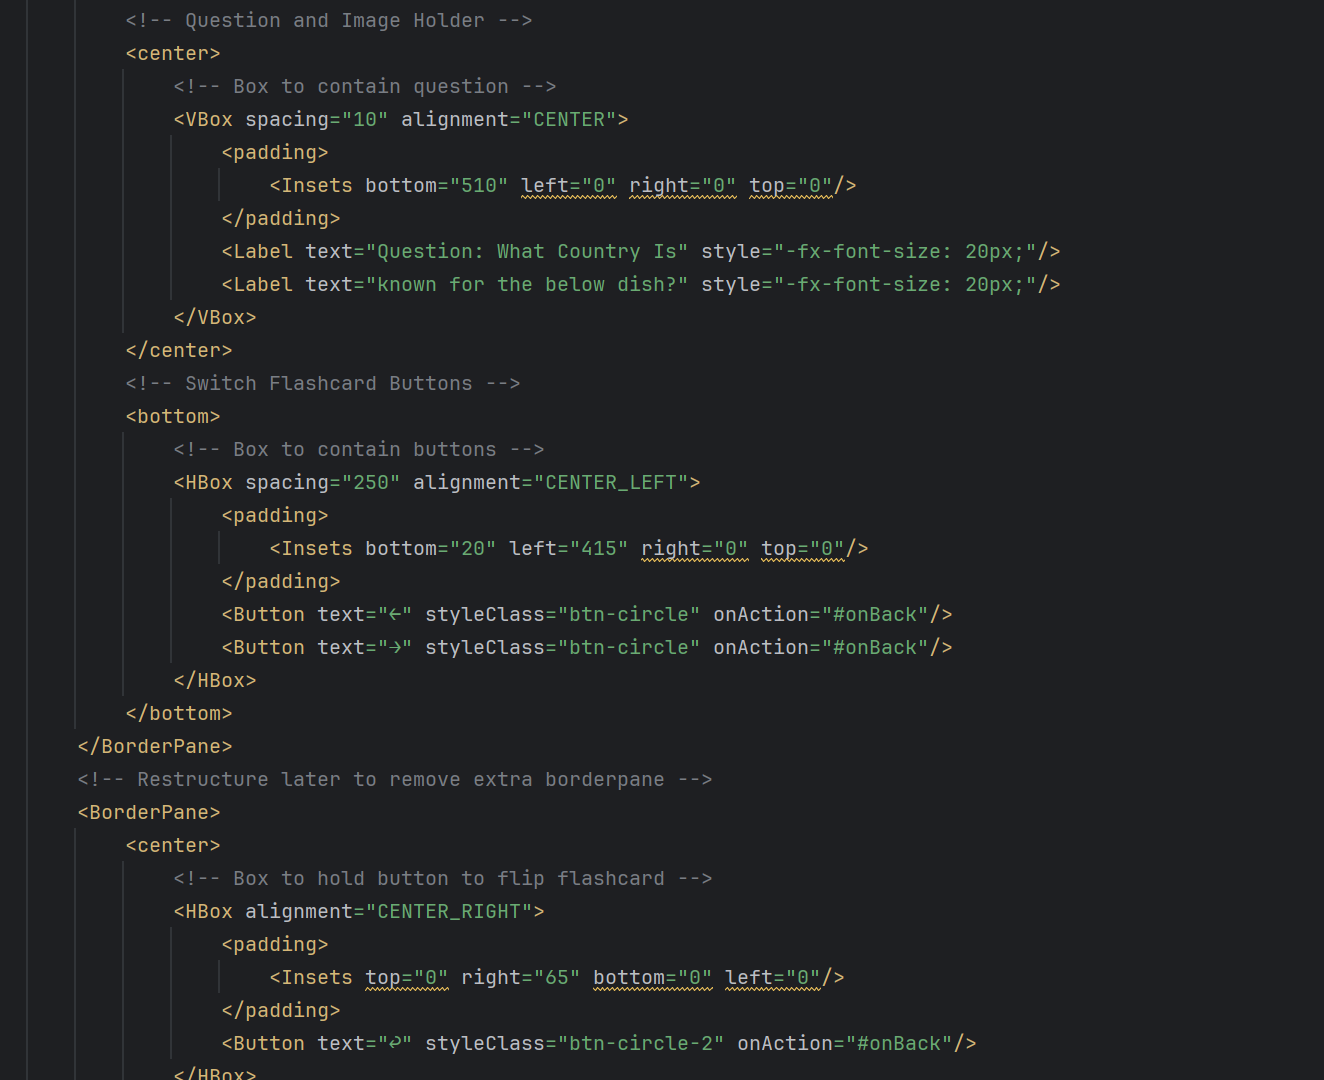 <!-- Question and Image Holder -->
<center>
<!-- Box to contain question -->
<VBox spacing="10" alignment="CENTER">
<padding>
<Insets bottom="510" left="0" right="0" top="0"/>
</padding>
<Label text="Question: What Country Is" style="-fx-font-size: 20px;"/>
<Label text="known for the below dish?" style="-fx-font-size: 20px;"/>
</VBox>
</center>
<!-- Switch Flashcard Buttons -->
<bottom>
<!-- Box to contain buttons -->
<HBox spacing="250" alignment="CENTER_LEFT">
<padding>
<Insets bottom="20" left="415" right="0" top="0"/>
</padding>
<Button text="←" styleClass="btn-circle" onAction="#onBack"/>
<Button text="→" styleClass="btn-circle" onAction="#onBack"/>
</HBox>
</bottom>
</BorderPane>
<!-- Restructure later to remove extra borderpane -->
<BorderPane>
<center>
<!-- Box to hold button to flip flashcard -->
<HBox alignment="CENTER_RIGHT">
<padding>
<Insets top="0" right="65" bottom="0" left="0"/>
</padding>
<Button text="⮐" styleClass="btn-circle-2" onAction="#onBack"/>
</HBox>